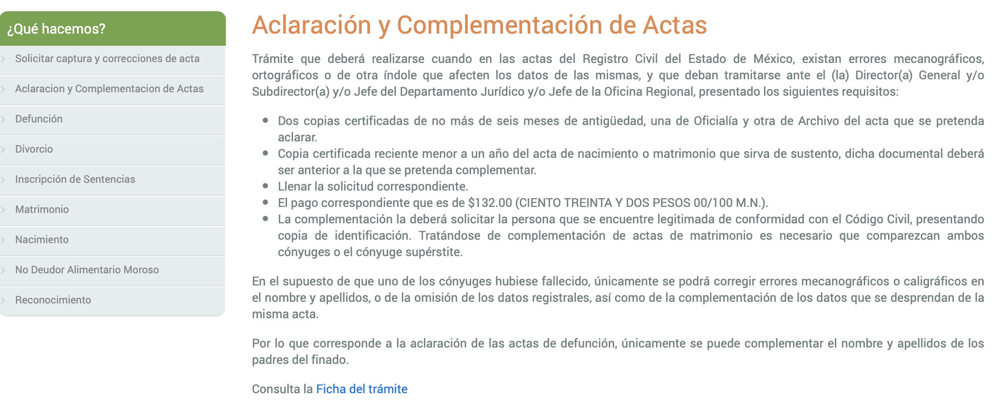 ¿Qué hacemos?
Solicitar captura y correcciones de acta
Aclaracion y Complementacion de Actas
Defunción
Divorcio
Inscripción de Sentencias
Matrimonio
Nacimiento
No Deudor Alimentario Moroso
Reconocimiento
Aclaración y Complementación de Actas
Trámite que deberá realizarse cuando en las actas del Registro Civil del Estado de México, existan errores mecanográficos,
ortográficos o de otra índole que afecten los datos de las mismas, y que deban tramitarse ante el (la) Director(a) General y/o
Subdirector(a) y/o Jefe del Departamento Jurídico y/o Jefe de la Oficina Regional, presentado los siguientes requisitos:
• Dos copias certificadas de no más de seis meses de antigüedad, una de Oficialía y otra de Archivo del acta que se pretenda
aclarar.
• Copia certificada reciente menor a un año del acta de nacimiento o matrimonio que sirva de sustento, dicha documental deberá
ser anterior a la que se pretenda complementar.
• Llenar la solicitud correspondiente.
• El pago correspondiente que es de $132.00 (CIENTO TREINTA Y DOS PESOS 00/100 M.N.).
• La complementación la deberá solicitar la persona que se encuentre legitimada de conformidad con el Código Civil, presentando
copia de identificación. Tratándose de complementación de actas de matrimonio es necesario que comparezcan ambos
cónyuges o el cónyuge supérstite.
En el supuesto de que uno de los cónyuges hubiese fallecido, únicamente se podrá corregir errores mecanográficos o caligráficos en
el nombre y apellidos, o de la omisión de los datos registrales, así como de la complementación de los datos que se desprendan de la
misma acta.
Por lo que corresponde a la aclaración de las actas de defunción, únicamente se puede complementar el nombre y apellidos de los
padres del finado.
Consulta la Ficha del trámite